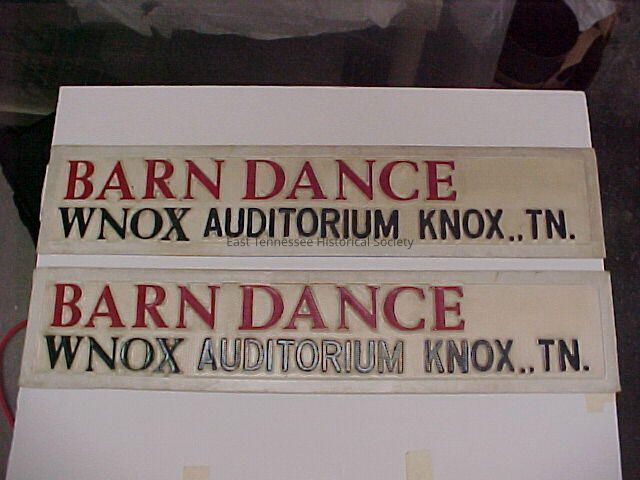 BARN DANCE
WNOX AUDITORIUM KNOX., TN.
East Tennessee Historical Society
BARN DANCE
WNOX AUDITORIUM KNOX., TN.